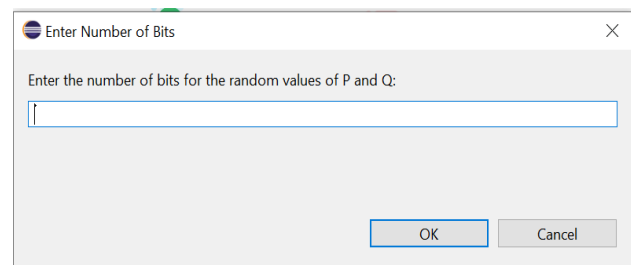 Enter Number of Bits
Enter the number of bits for the random values of P and Q:
OK
Cancel